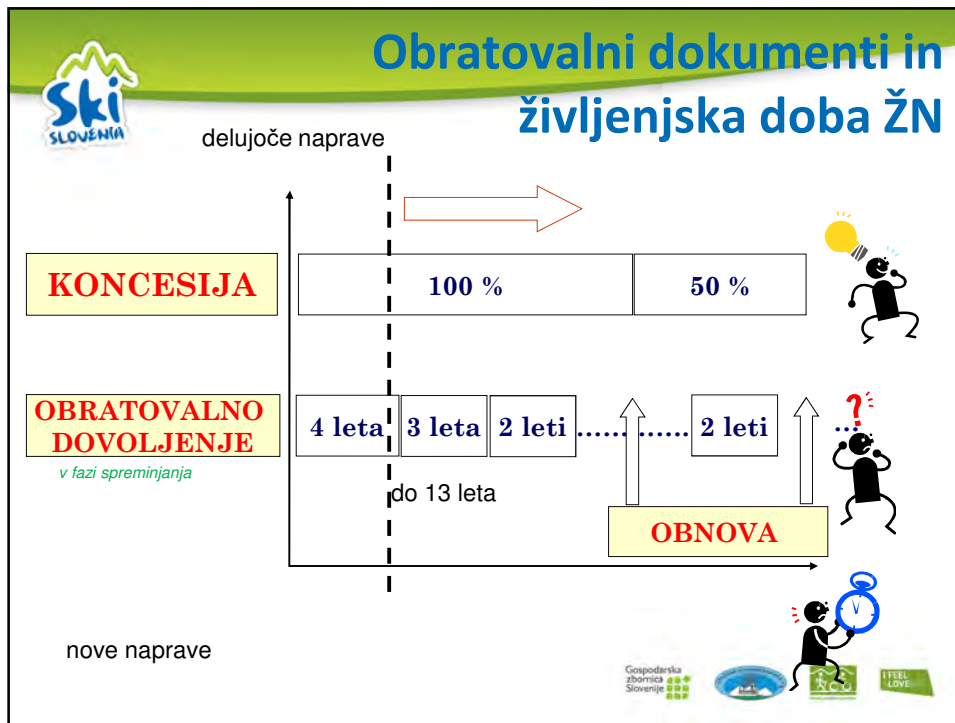 Obratovalni dokumenti in
življenjska doba ŽN
Ski
SLOVENIA
delujoče naprave
KONCESIJA
100 %
50 %
OBRATOVALNO
DOVOLJENJE
4 leta
3 leta
2 leti
............
2 leti
...
?
v fazi spreminjanja
do 13 leta
OBNOVA
nove naprave
Gospodarska
zbornica
Slovenije
I FEEL
LOVE